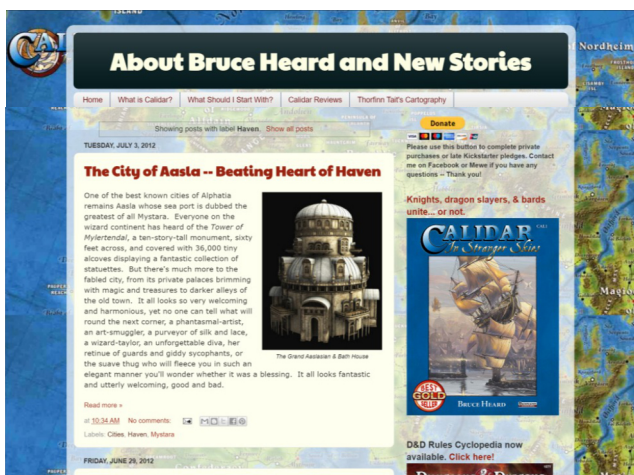 About Bruce Heard and New Stories
Home
What is Calidar?
What Should I Start With?
Calidar Reviews
Thorfinn Tait's Cartography
Showing posts with label Haven. Show all posts
TUESDAY, JULY 3, 2012
The City of Aasla -- Beating Heart of Haven
One of the best known cities of Alphatia
remains Aasla whose sea port is dubbed the
greatest of all Mystara. Everyone on the
wizard continent has heard of the Tower of
Mylertendal, a ten-story-tall monument, sixty
feet across, and covered with 36,000 tiny
alcoves displaying a fantastic collection of
statuettes. But there's much more to the
fabled city, from its private palaces brimming
with magic and treasures to darker alleys of
the old town. It all looks so very welcoming
and harmonious, yet no one can tell what will
round the next corner, a phantasmal-artist,
an art-smuggler, a purveyor of silk and lace,
a wizard-taylor, an unforgettable diva, her
retinue of guards and giddy sycophants, or
the suave thug who will fleece you in such an
elegant manner you'll wonder whether it was a blessing. It all looks fantastic
and utterly welcoming, good and bad.
The Grand Aaslesian & Bath House
Read more »
at 10:34 AM No comments:
Labels: Cities, Haven, Mystara
FRIDAY, JUNE 29, 2012
Donate
Please use this button to complete private
purchases or late Kickstarter pledges. Contact
me on Facebook or Mewe if you have any
questions -- Thank you!
Knights, dragon slayers, & bards
unite... or not.
CALIDAR
In Stranger Skies
BEST
GOLD
SELLER
BRUCE HEARD
D&D Rules Cyclopedia now
available. Click here!
Nordheim